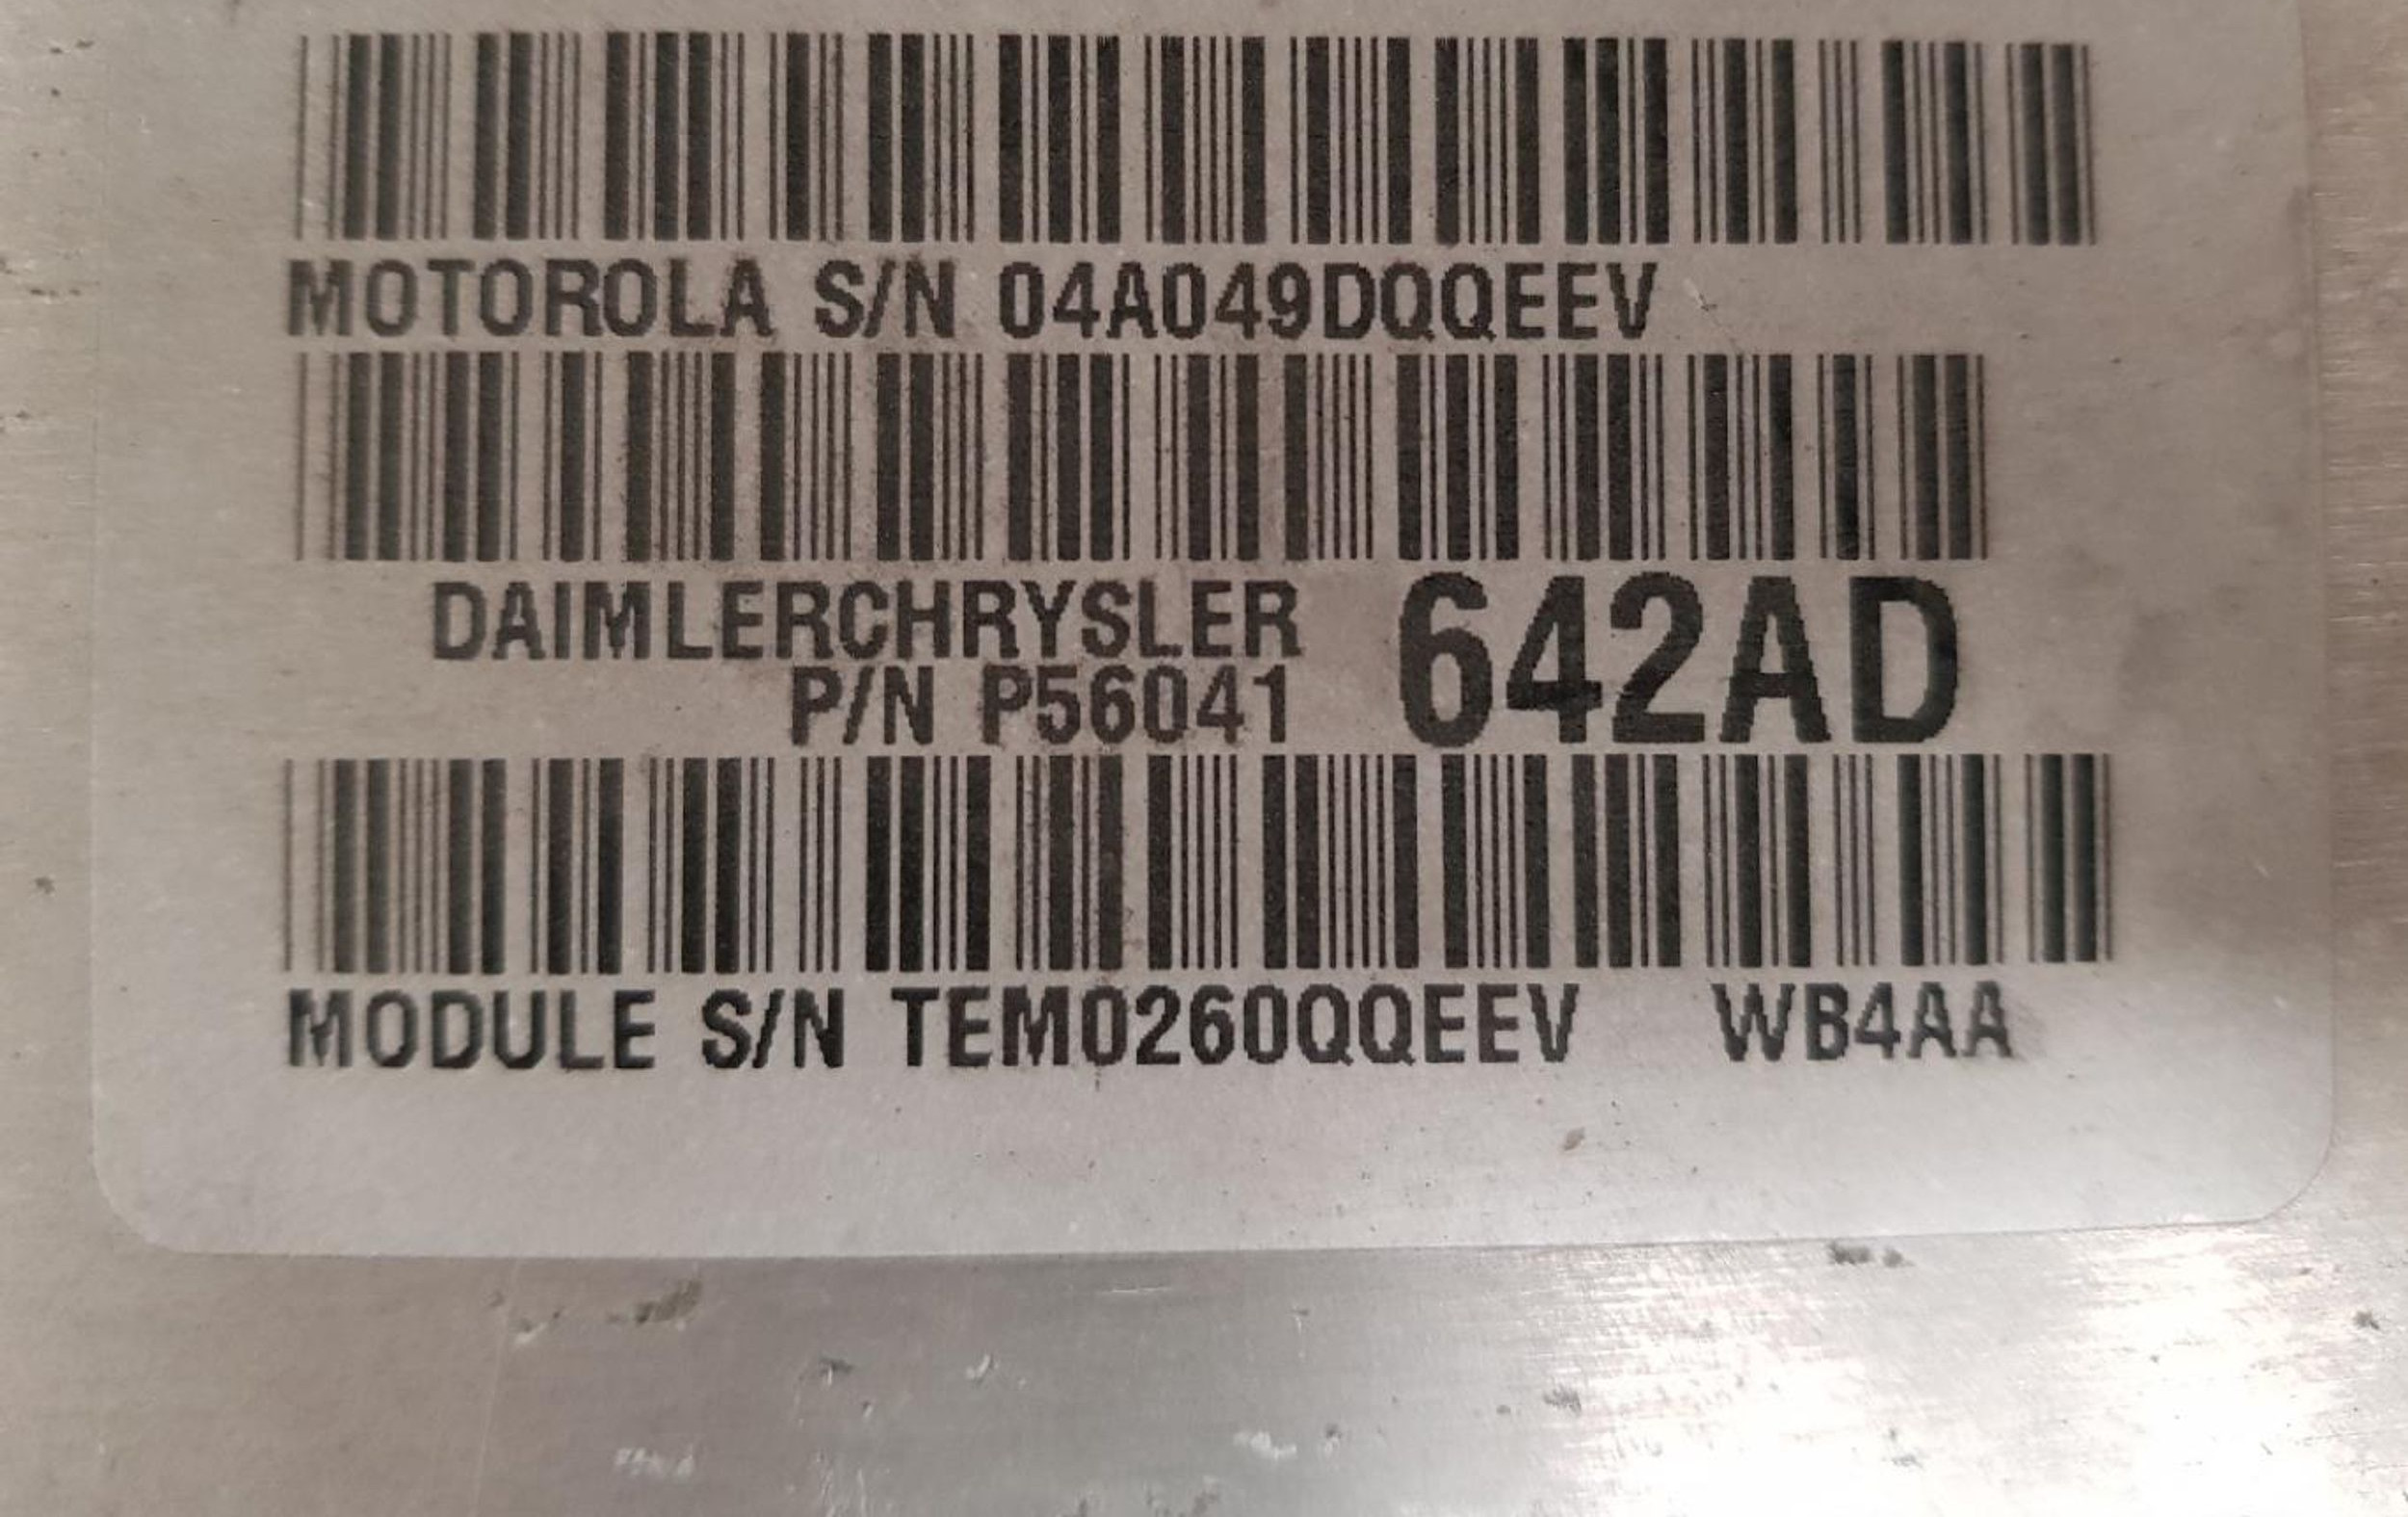 MOTOROLA S/N 04A049DQQEEV
DAIMLERCHRYSLER 642AD
P/N P56041
MODULE S/N TEM0260QQEEV WB4AA